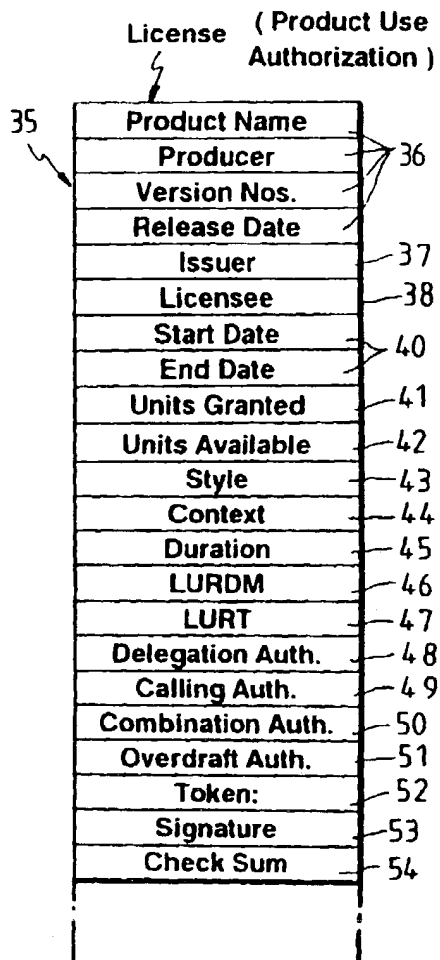 License ( Product Use
Authorization )
35
Product Name
Producer 36
Version Nos.
Release Date
Issuer 37
Licensee 38
Start Date
40
End Date
Units Granted 41
Units Available 42
Style 43
Context 44
Duration 45
LURDM 46
LURT 47
Delegation Auth. 48
Calling Auth. 49
Combination Auth. 50
Overdraft Auth. 51
Token: 52
Signature 53
Check Sum 54